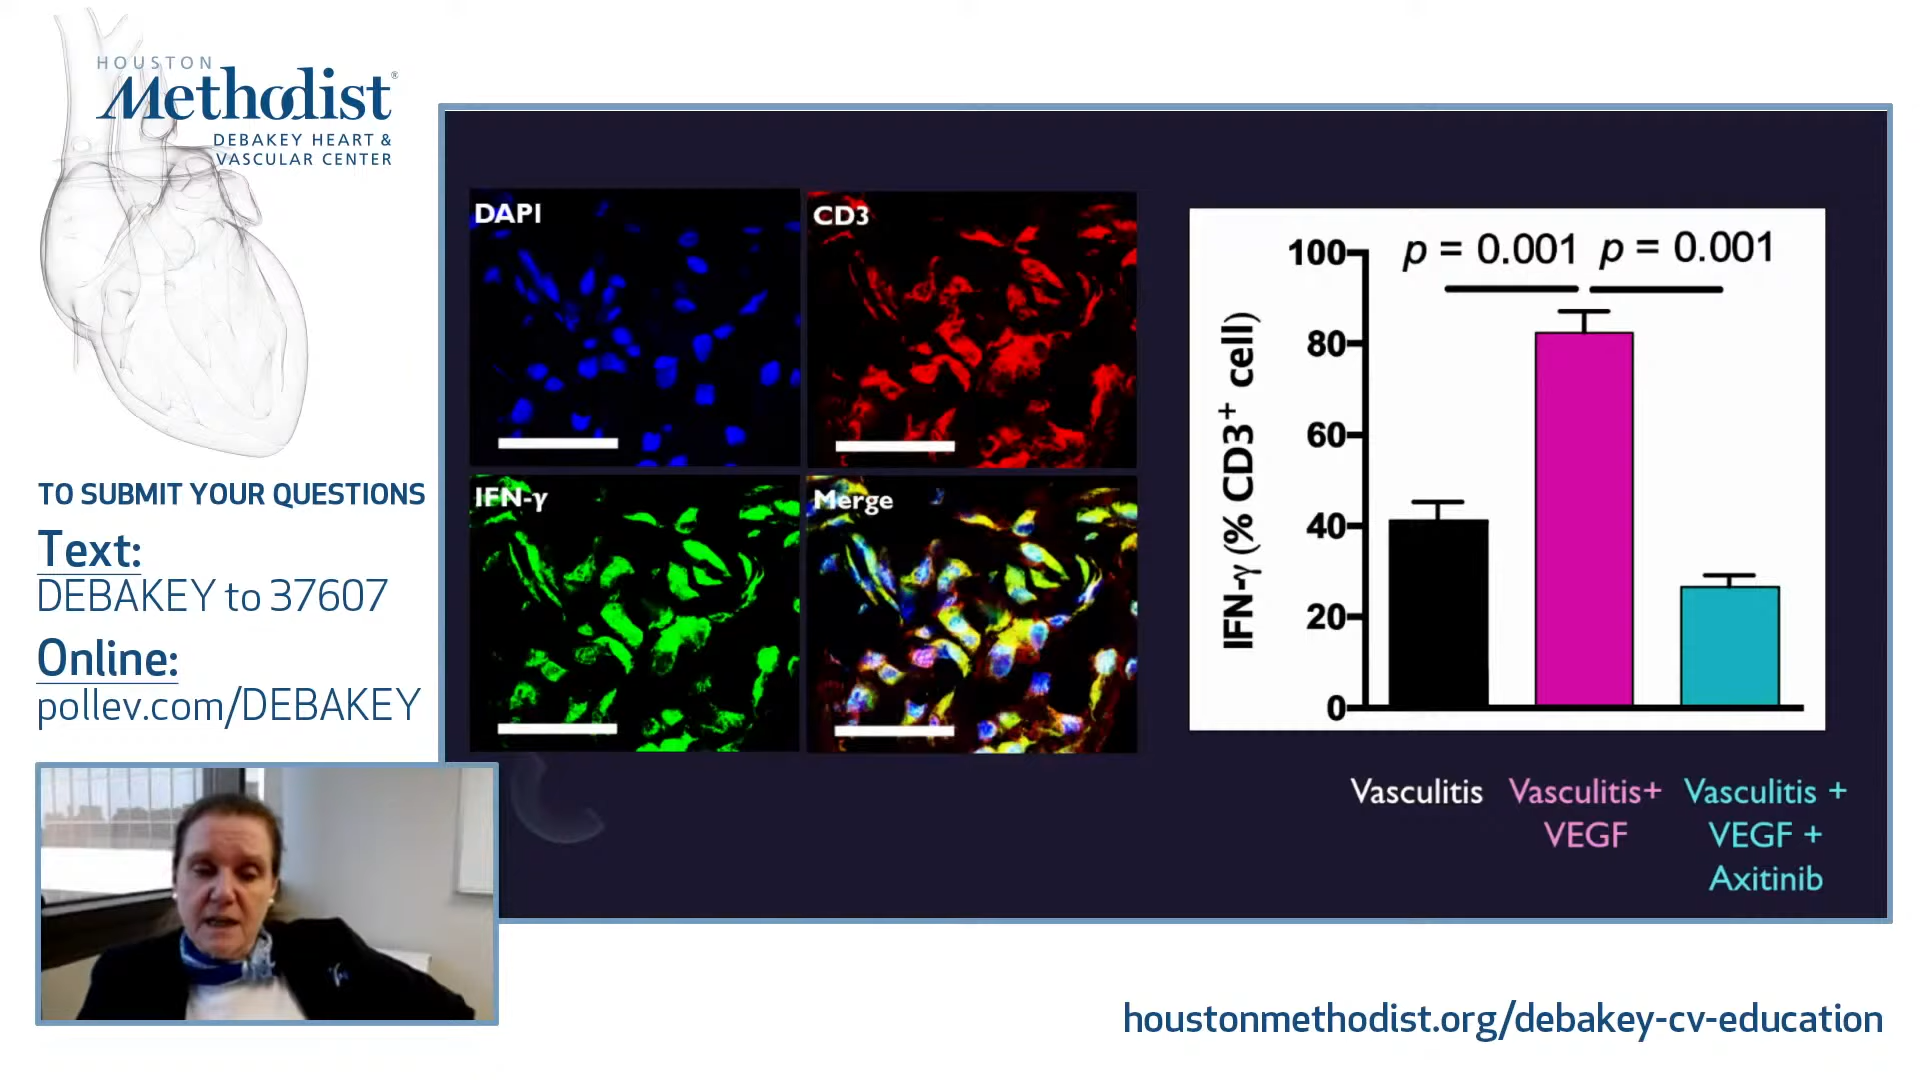 HOUSTON
Methodist®
DEBAKEY HEART &
VASCULAR CENTER
TO SUBMIT YOUR QUESTIONS
Text:
DEBAKEY to 37607
Online:
pollev.com/DEBAKEY
DAPI
CD3
IFN-γ
Merge
IFN-γ (% CD3+ cell)
100
80
60
40
20
0
p = 0.001
p = 0.001
Vasculitis
Vasculitis+
VEGF
Vasculitis +
VEGF +
Axitinib
houstonmethodist.org/debakey-cv-education